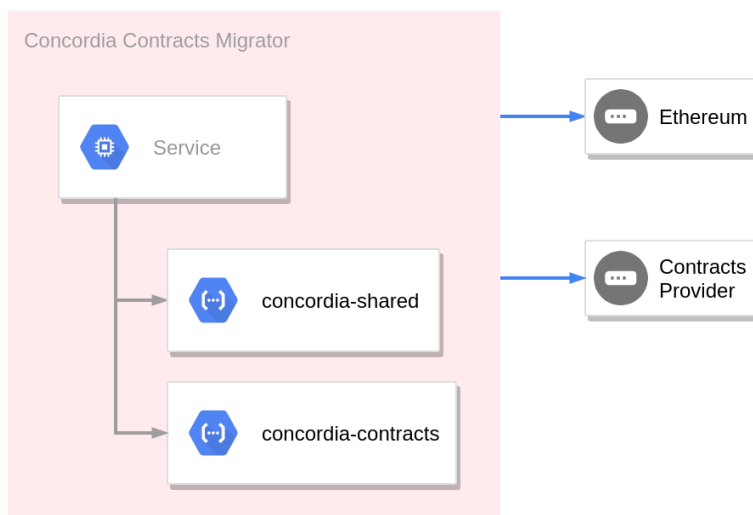 Concordia Contracts Migrator
Service
concordia-shared
concordia-contracts
Ethereum
Contracts
Provider